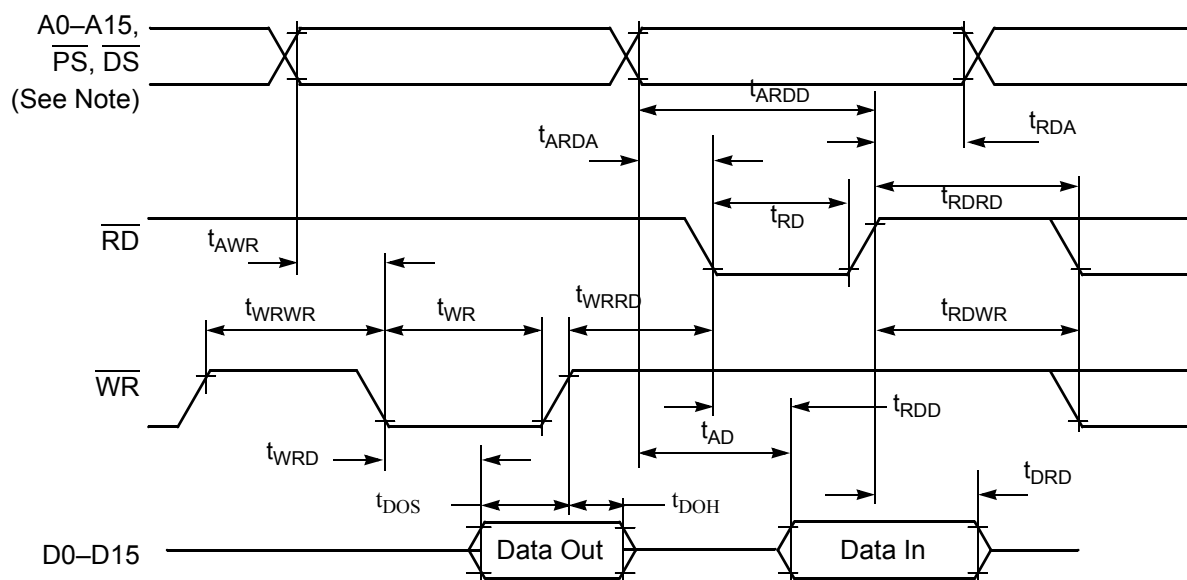 A0–A15,
PS, DS
(See Note)
tARDD
tRDA
tARDA
tRDRD
tRD
RD
tAWR
tWRWR
tWR
tWRRD
tRDWR
WR
tRDD
tAD
tWRD
tDRD
tDOS
tDOH
D0–D15
Data Out
Data In